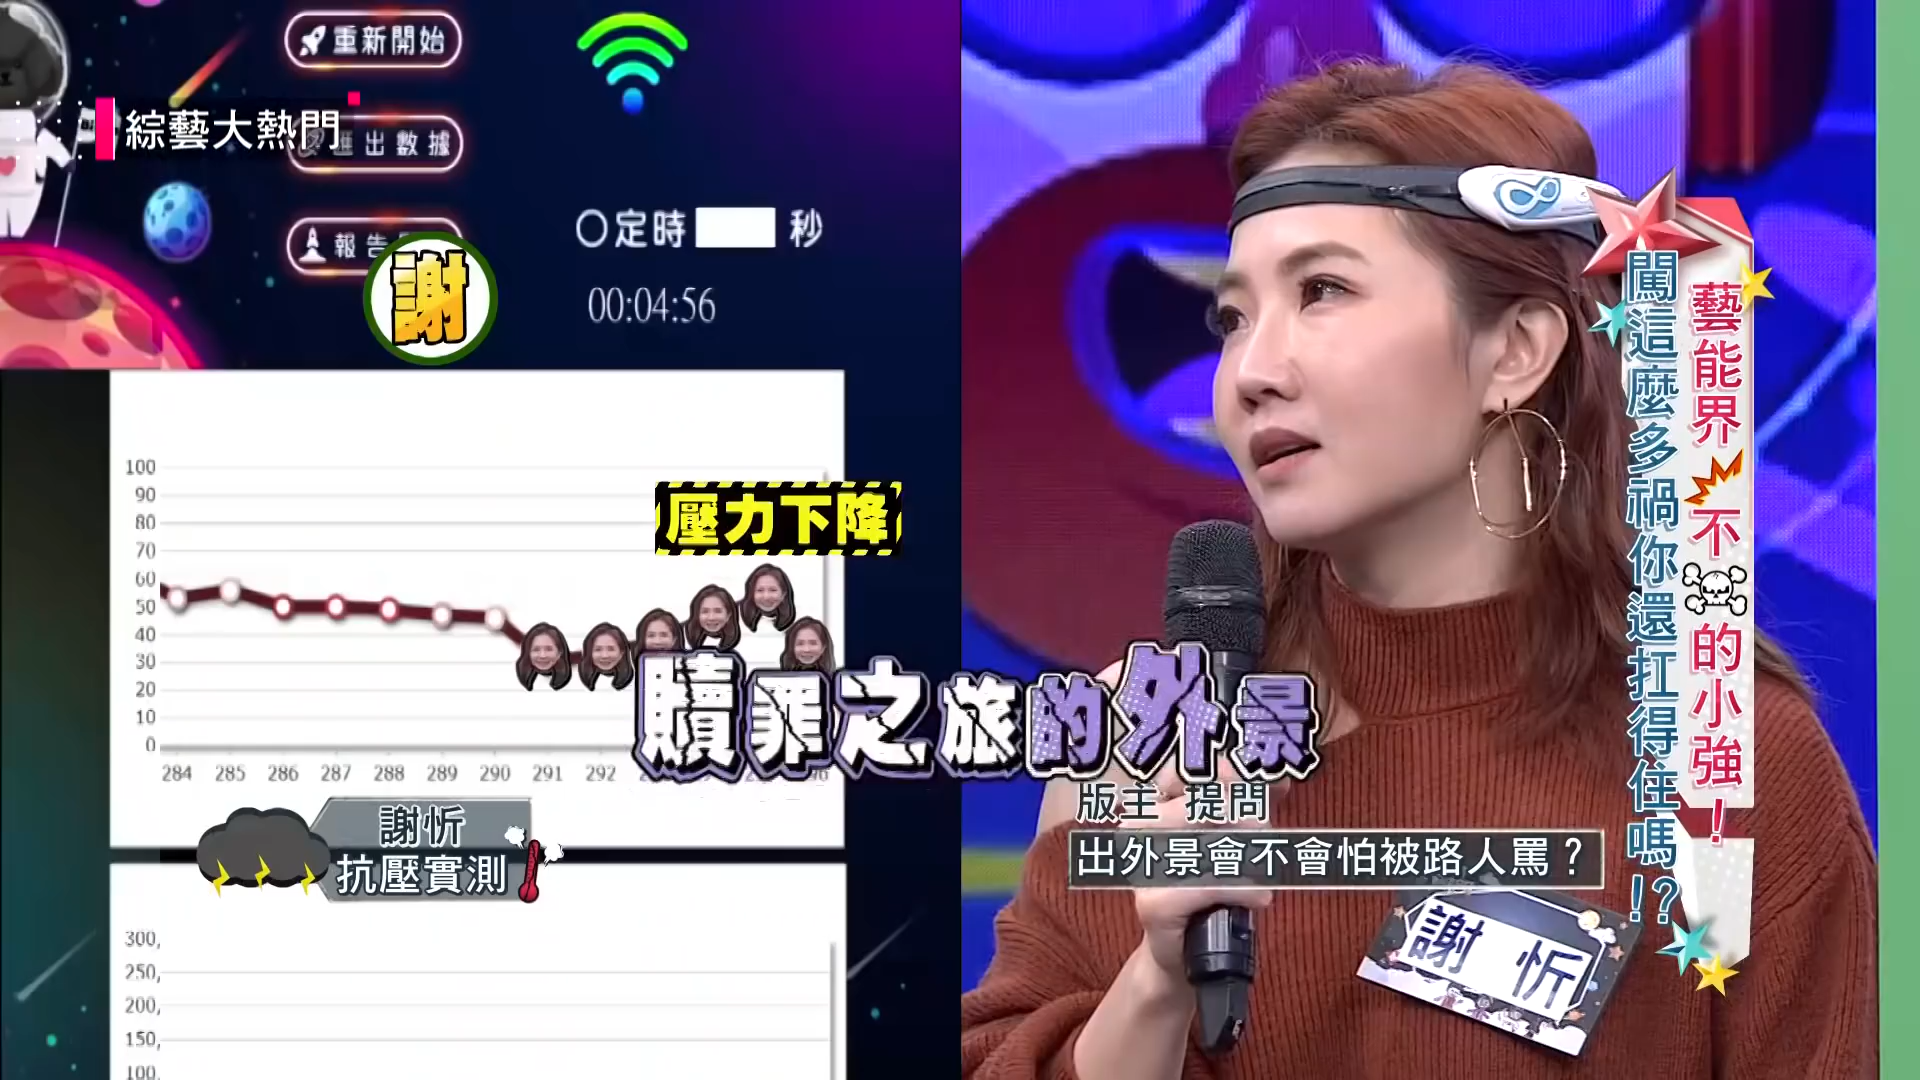 重新開始
綜藝大熱門
匯出數據
定時
秒
報告
謝
00:04:56
100
90
80
70
60
50
40
30
20
10
0
284 285 286 287 288 289 290 291 292
壓力下降
贖罪之旅的外景
謝忻
抗壓實測
版主 提問
出外景會不會怕被路人罵？
300,
250,
200,
150,
100,
謝忻
藝能界不的小強！
闖這麼多禍你還扛得住嗎!?